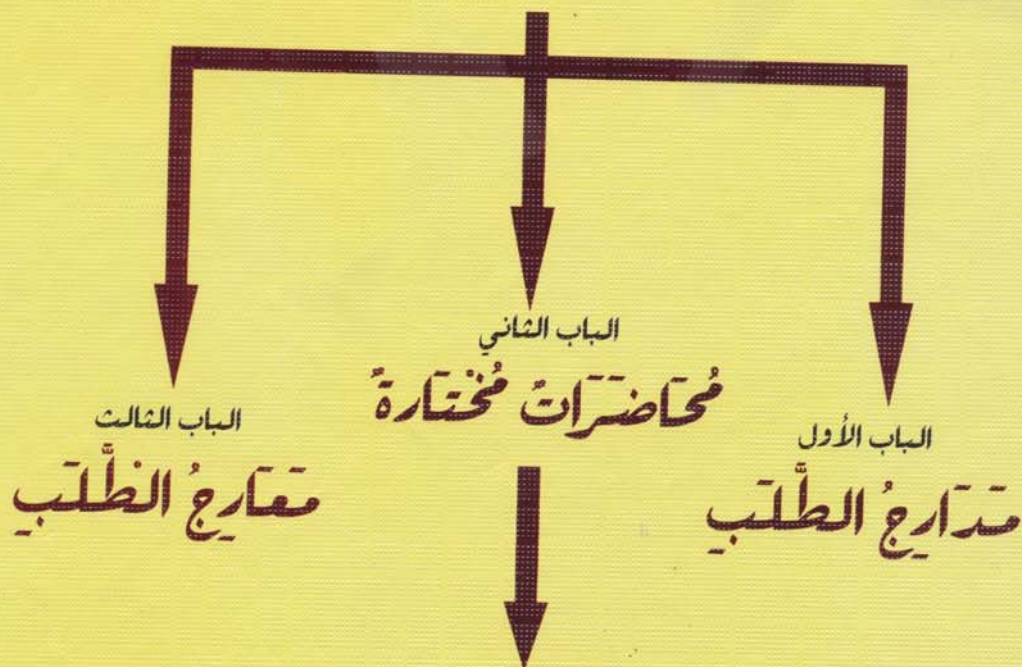 الباب الأول
مَدَارِجُ الطَّلَبِ
الباب الثاني
مُحَاضَرَاتٌ مُخْتَارَةٌ
الباب الثالث
مَعَارِجُ الطَّلَبِ